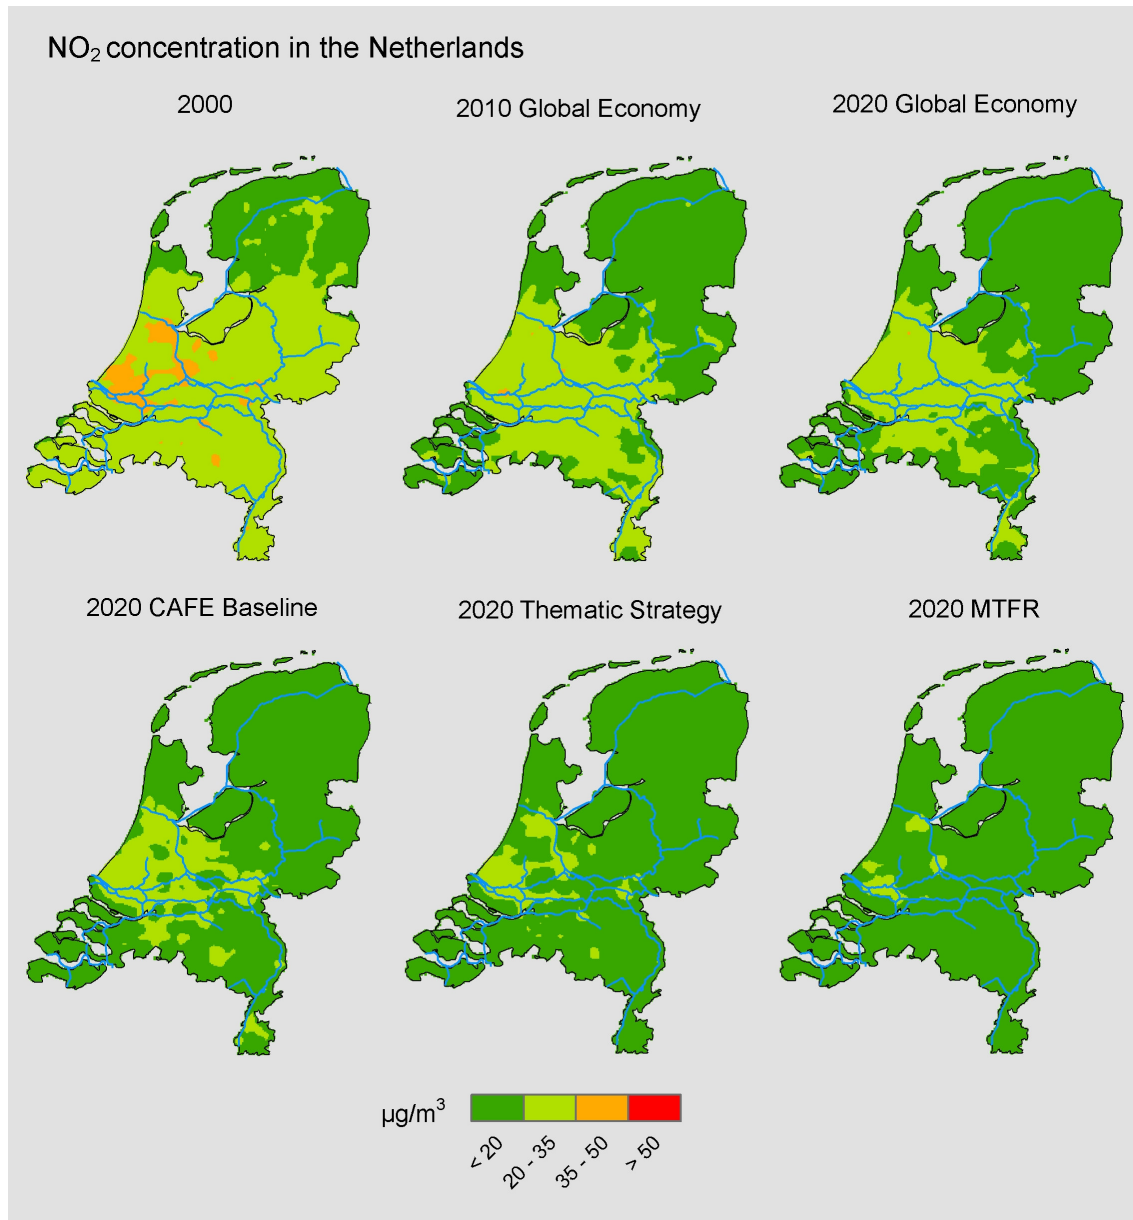 NO₂ concentration in the Netherlands
2000
2010 Global Economy
2020 Global Economy
2020 CAFE Baseline
2020 Thematic Strategy
2020 MTFR
µg/m³
< 20
20 - 35
35 - 50
> 50